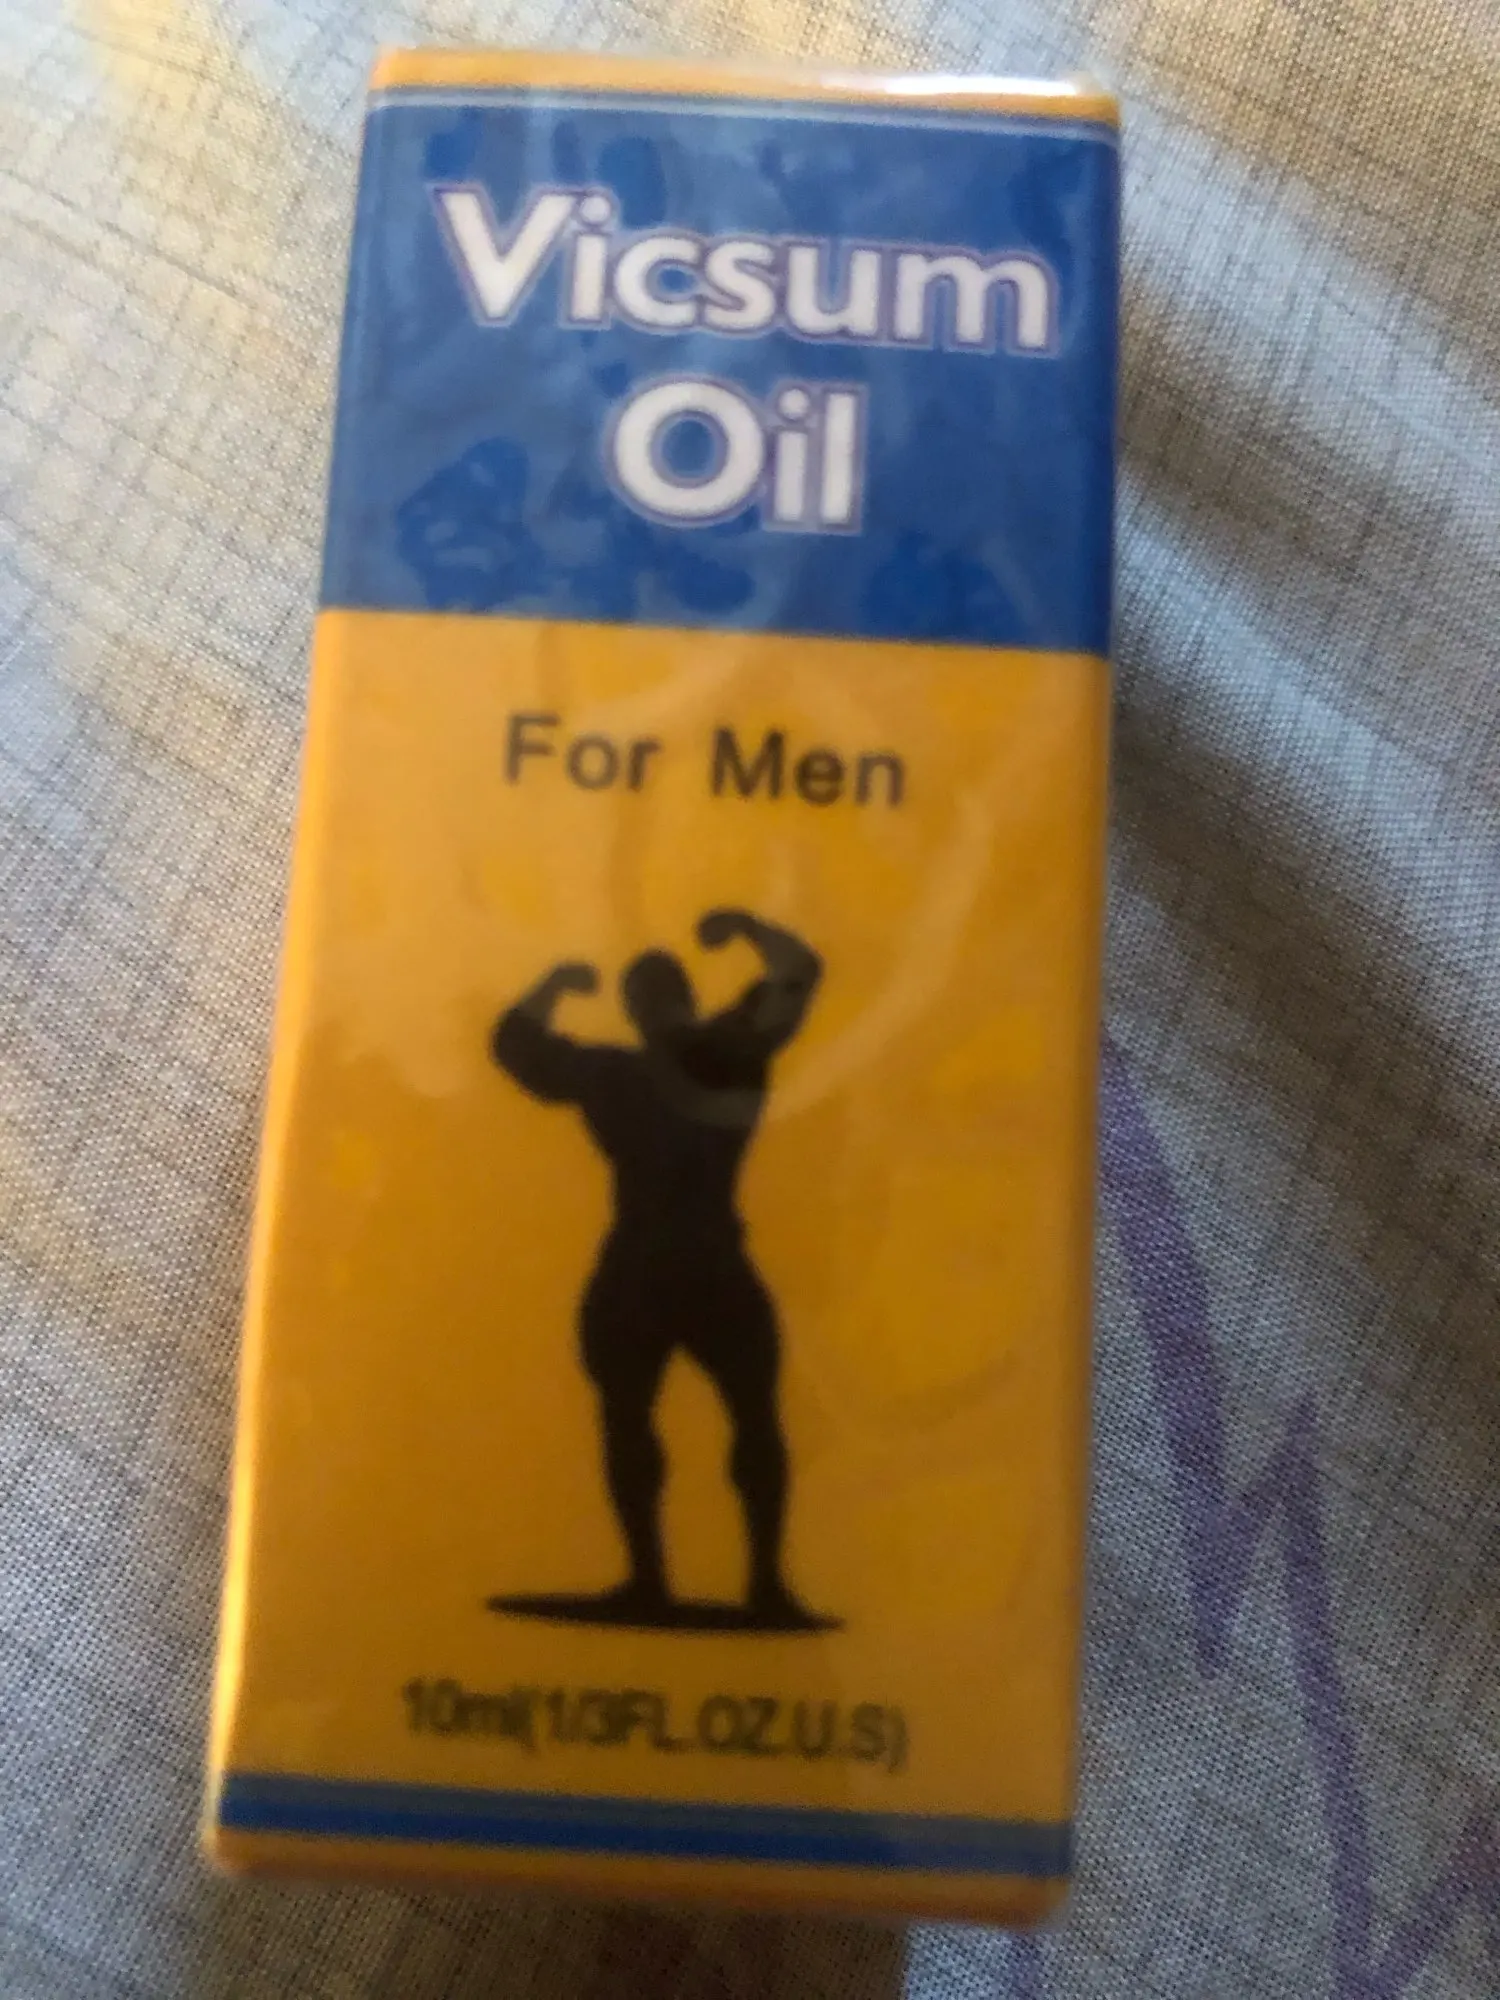 Vicsum
Oil
For Men
10ml(1/3FL.OZ.U.S)